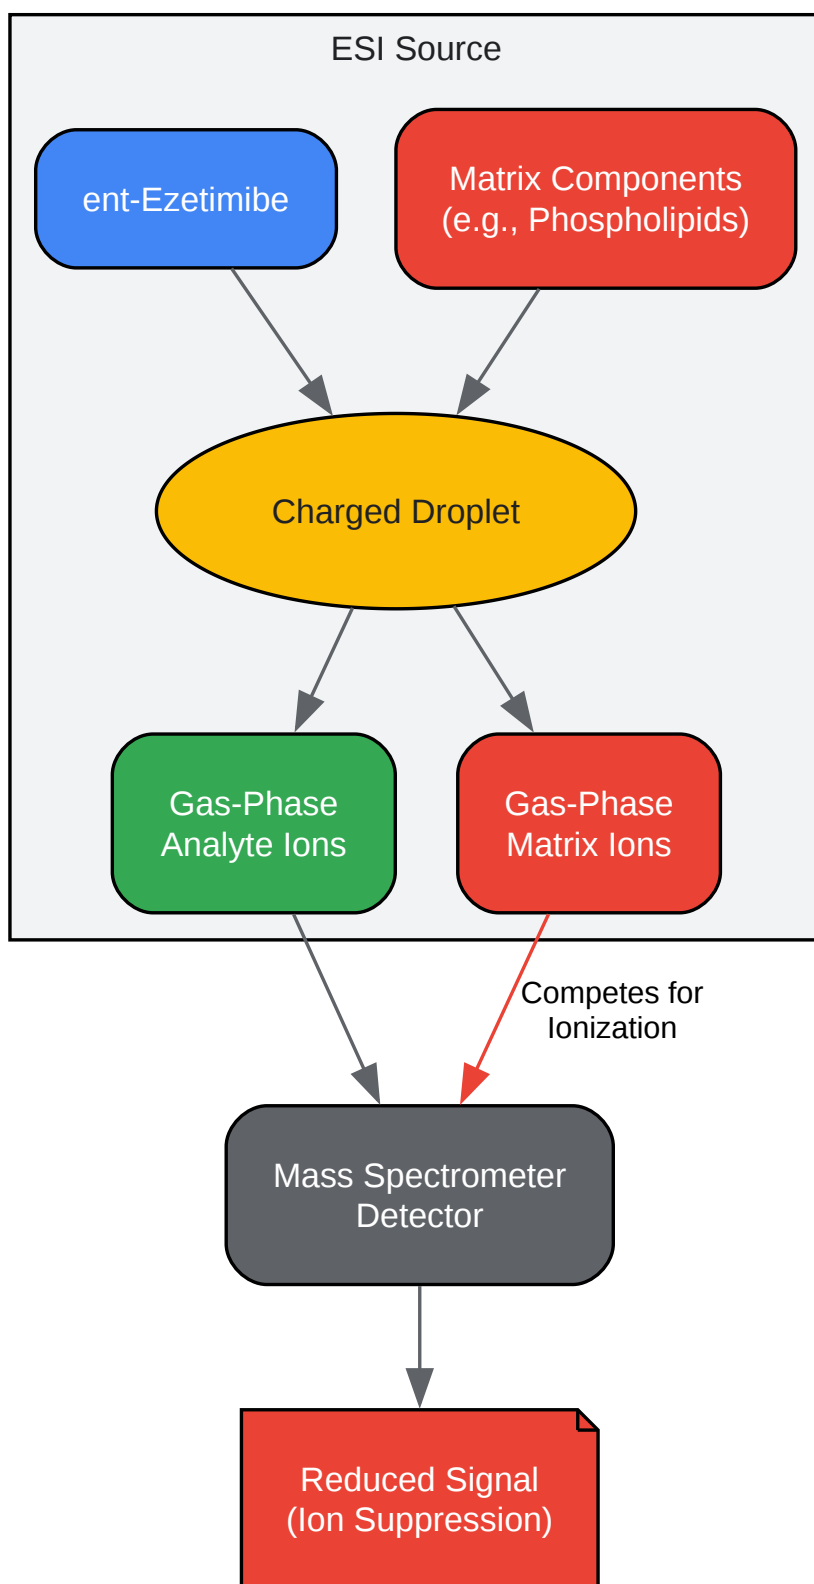 ESI Source
ent-Ezetimibe
Matrix Components
(e.g., Phospholipids)
Charged Droplet
Gas-Phase
Analyte Ions
Gas-Phase
Matrix Ions
Competes for
Ionization
Mass Spectrometer
Detector
Reduced Signal
(Ion Suppression)